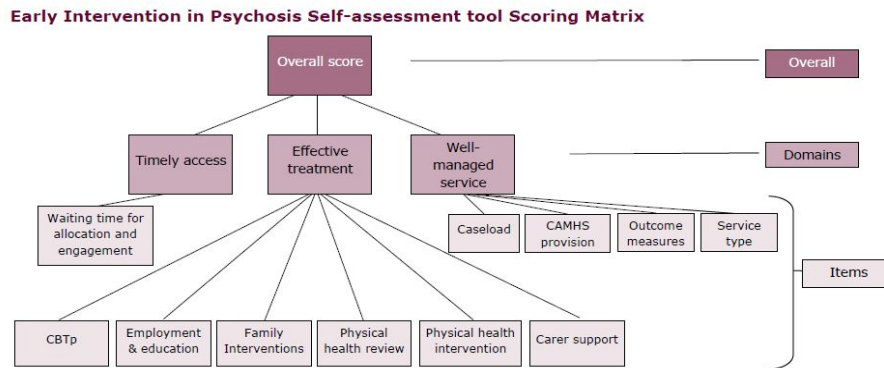 Early Intervention in Psychosis Self-assessment tool Scoring Matrix
Overall score
Overall
Timely access
Effective
treatment
Well-
managed
service
Domains
Waiting time for
allocation and
engagement
Caseload
CAMHS
provision
Outcome
measures
Service
type
Items
CBTp
Employment
& education
Family
Interventions
Physical
health review
Physical health
intervention
Carer support